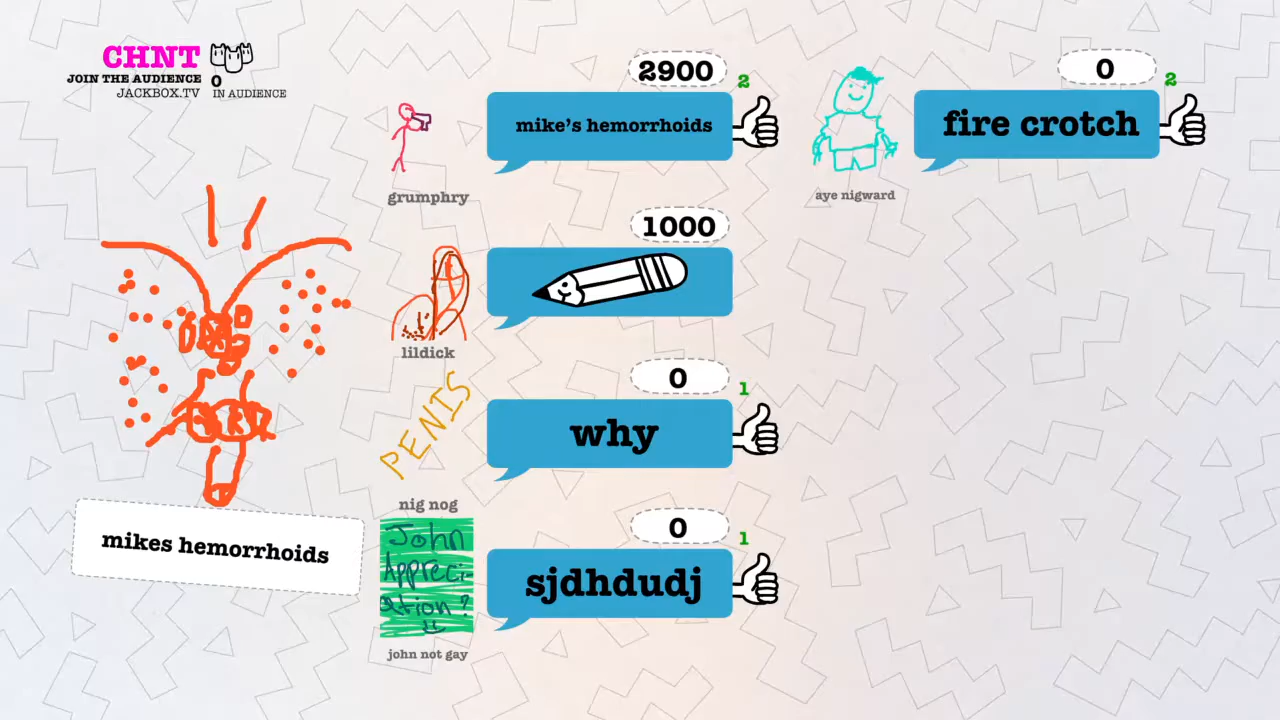 CHNT
JOIN THE AUDIENCE
JACKBOX.TV
0
IN AUDIENCE
mikes hemorrhoids
2900
2
mike's hemorrhoids
grumphry
1000
lildick
0
1
why
PENIS
nig nog
0
1
sjdhdudj
John
Appreci-
ation?
john not gay
0
2
fire crotch
aye nigward